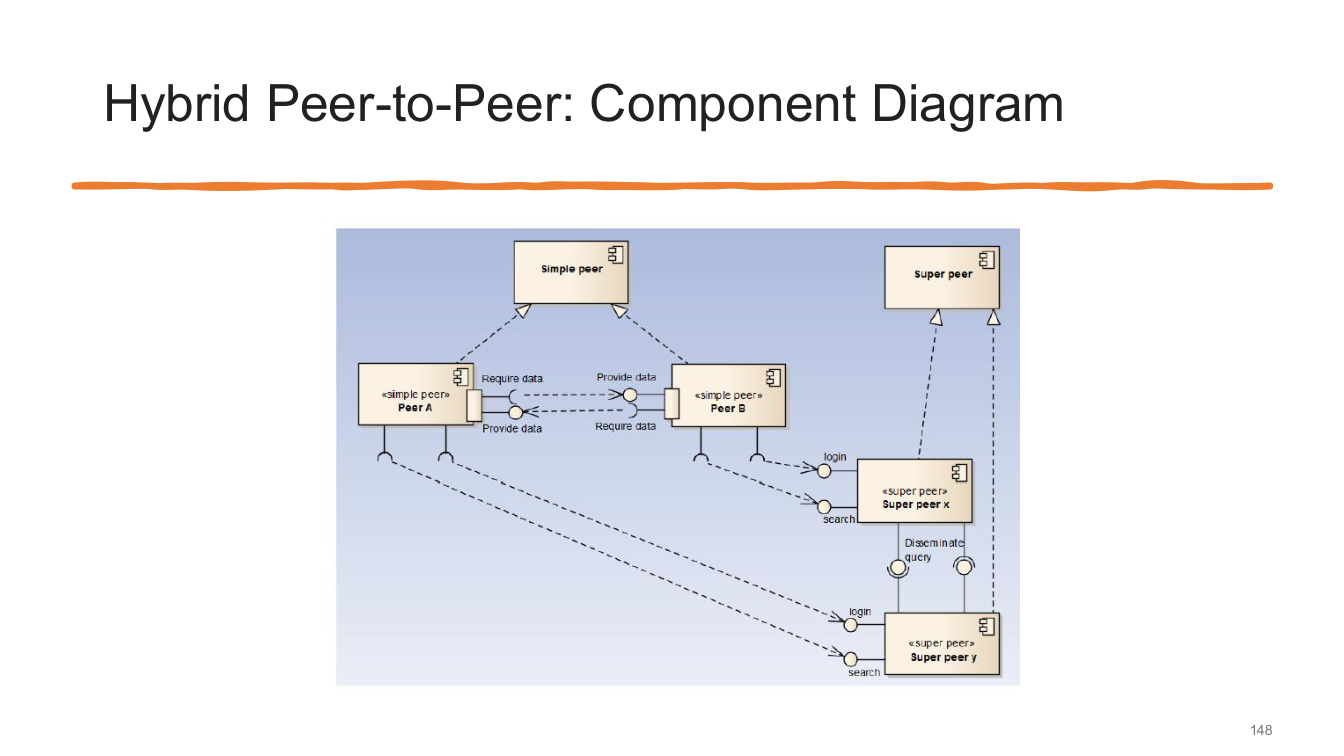 Hybrid Peer-to-Peer: Component Diagram
Simple peer
Super peer
«simple peer»
Peer A
Require data
Provide data
Provide data
Require data
«simple peer»
Peer B
login
search
«super peer»
Super peer x
Disseminate
query
login
search
«super peer»
Super peer y
148